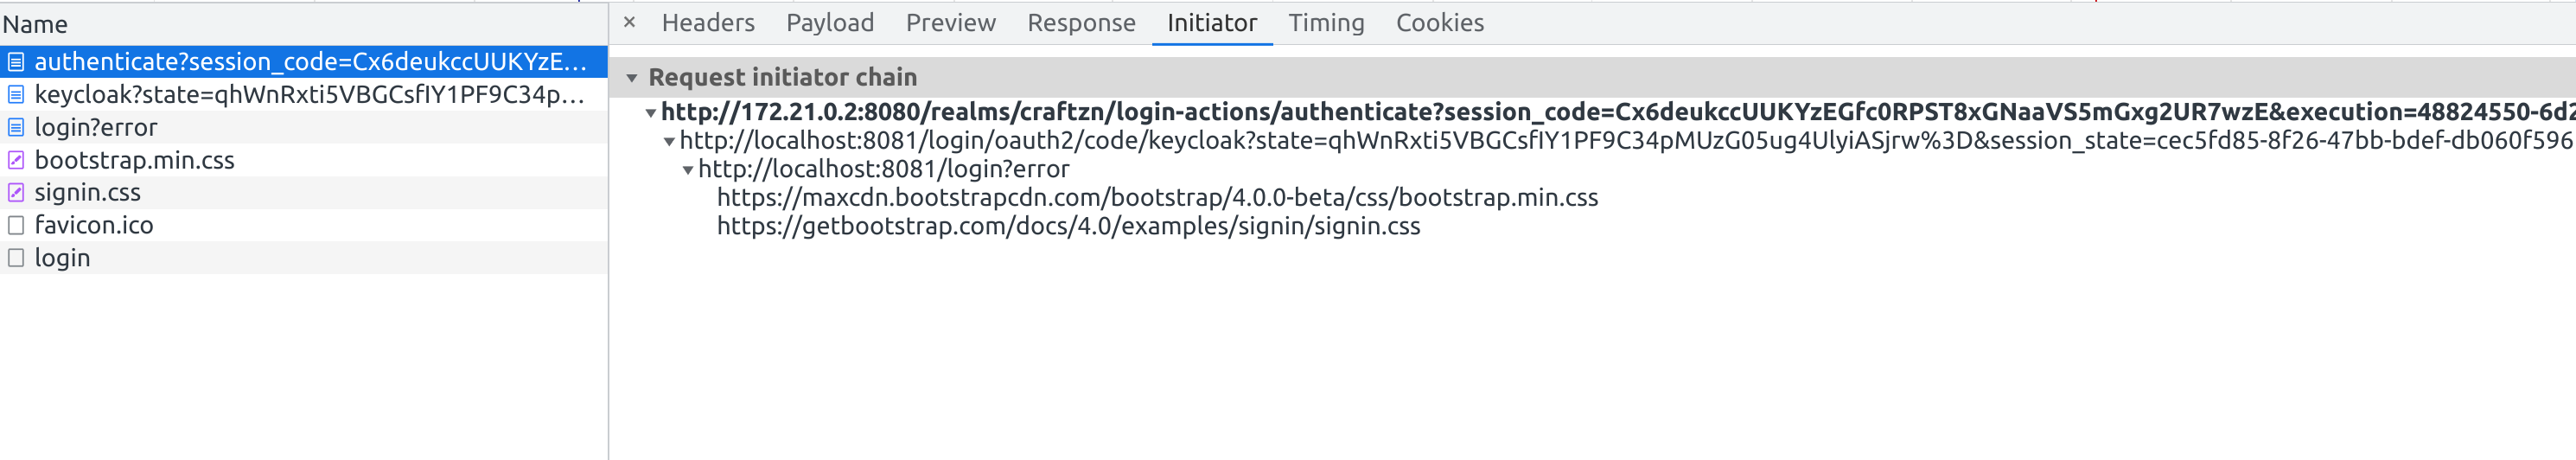 Name
authenticate?session_code=Cx6deukccUUKYzE...
keycloak?state=qhWnRxti5VBGCsfIY1PF9C34p...
login?error
bootstrap.min.css
signin.css
favicon.ico
login
× Headers Payload Preview Response Initiator Timing Cookies
Request initiator chain
http://172.21.0.2:8080/realms/craftzn/login-actions/authenticate?session_code=Cx6deukccUUKYzEGfc0RPST8xGNaaVS5mGxg2UR7wzE&execution=48824550-6d2
http://localhost:8081/login/oauth2/code/keycloak?state=qhWnRxti5VBGCsfIY1PF9C34pMUzG05ug4UlyiASjrw%3D&session_state=cec5fd85-8f26-47bb-bdef-db060f596
http://localhost:8081/login?error
https://maxcdn.bootstrapcdn.com/bootstrap/4.0.0-beta/css/bootstrap.min.css
https://getbootstrap.com/docs/4.0/examples/signin/signin.css